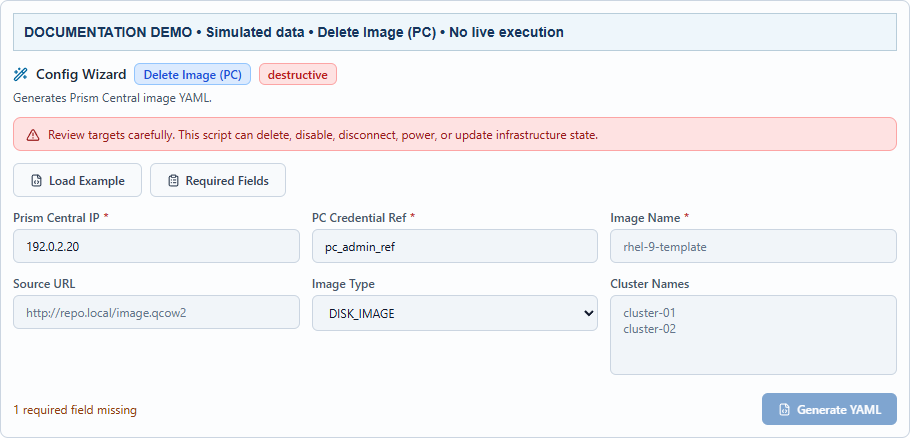 DOCUMENTATION DEMO • Simulated data • Delete Image (PC) • No live execution
Config Wizard Delete Image (PC) destructive
Generates Prism Central image YAML.
Review targets carefully. This script can delete, disable, disconnect, power, or update infrastructure state.
Load Example Required Fields
Prism Central IP * PC Credential Ref * Image Name *
192.0.2.20 pc_admin_ref rhel-9-template
Source URL Image Type Cluster Names
http://repo.local/image.qcow2 DISK_IMAGE cluster-01
cluster-02
1 required field missing Generate YAML